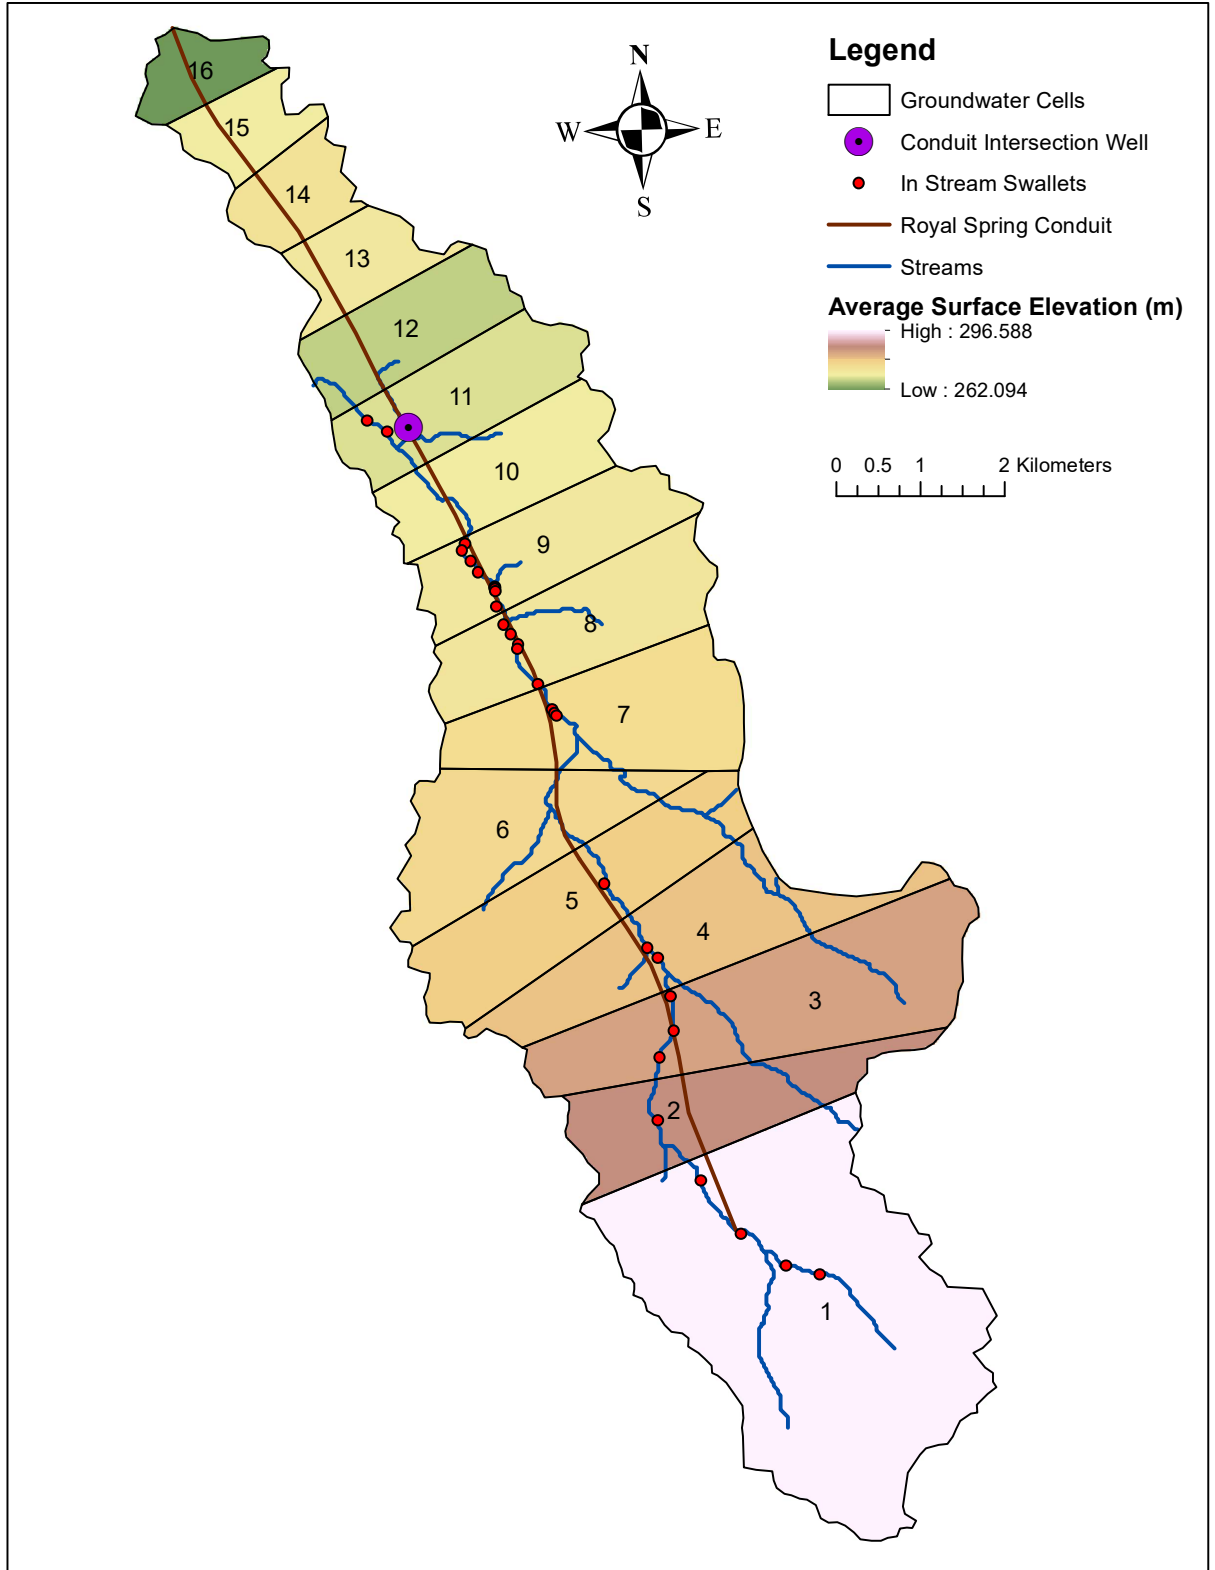 N
W E
S
Legend
Groundwater Cells
Conduit Intersection Well
In Stream Swallets
Royal Spring Conduit
Streams
Average Surface Elevation (m)
High : 296.588
Low : 262.094
0 0.5 1 2 Kilometers
16
15
14
13
12
11
10
9
8
7
6
5
4
3
2
1